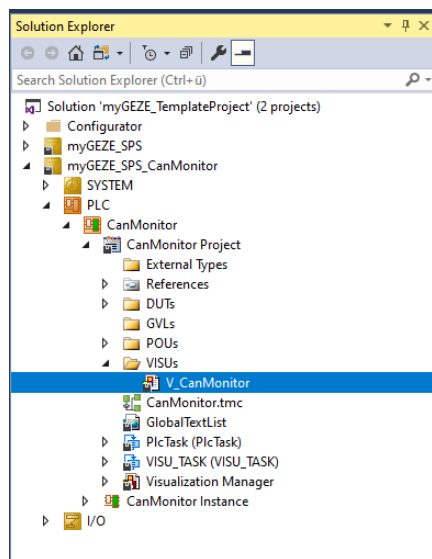 Solution Explorer
Search Solution Explorer (Ctrl+ü)
Solution 'myGEZE_TemplateProject' (2 projects)
Configurator
myGEZE_SPS
myGEZE_SPS_CanMonitor
SYSTEM
PLC
CanMonitor
CanMonitor Project
External Types
References
DUTs
GVLs
POUs
VISUs
V_CanMonitor
CanMonitor.tmc
GlobalTextList
PlcTask (PlcTask)
VISU_TASK (VISU_TASK)
Visualization Manager
CanMonitor Instance
I/O